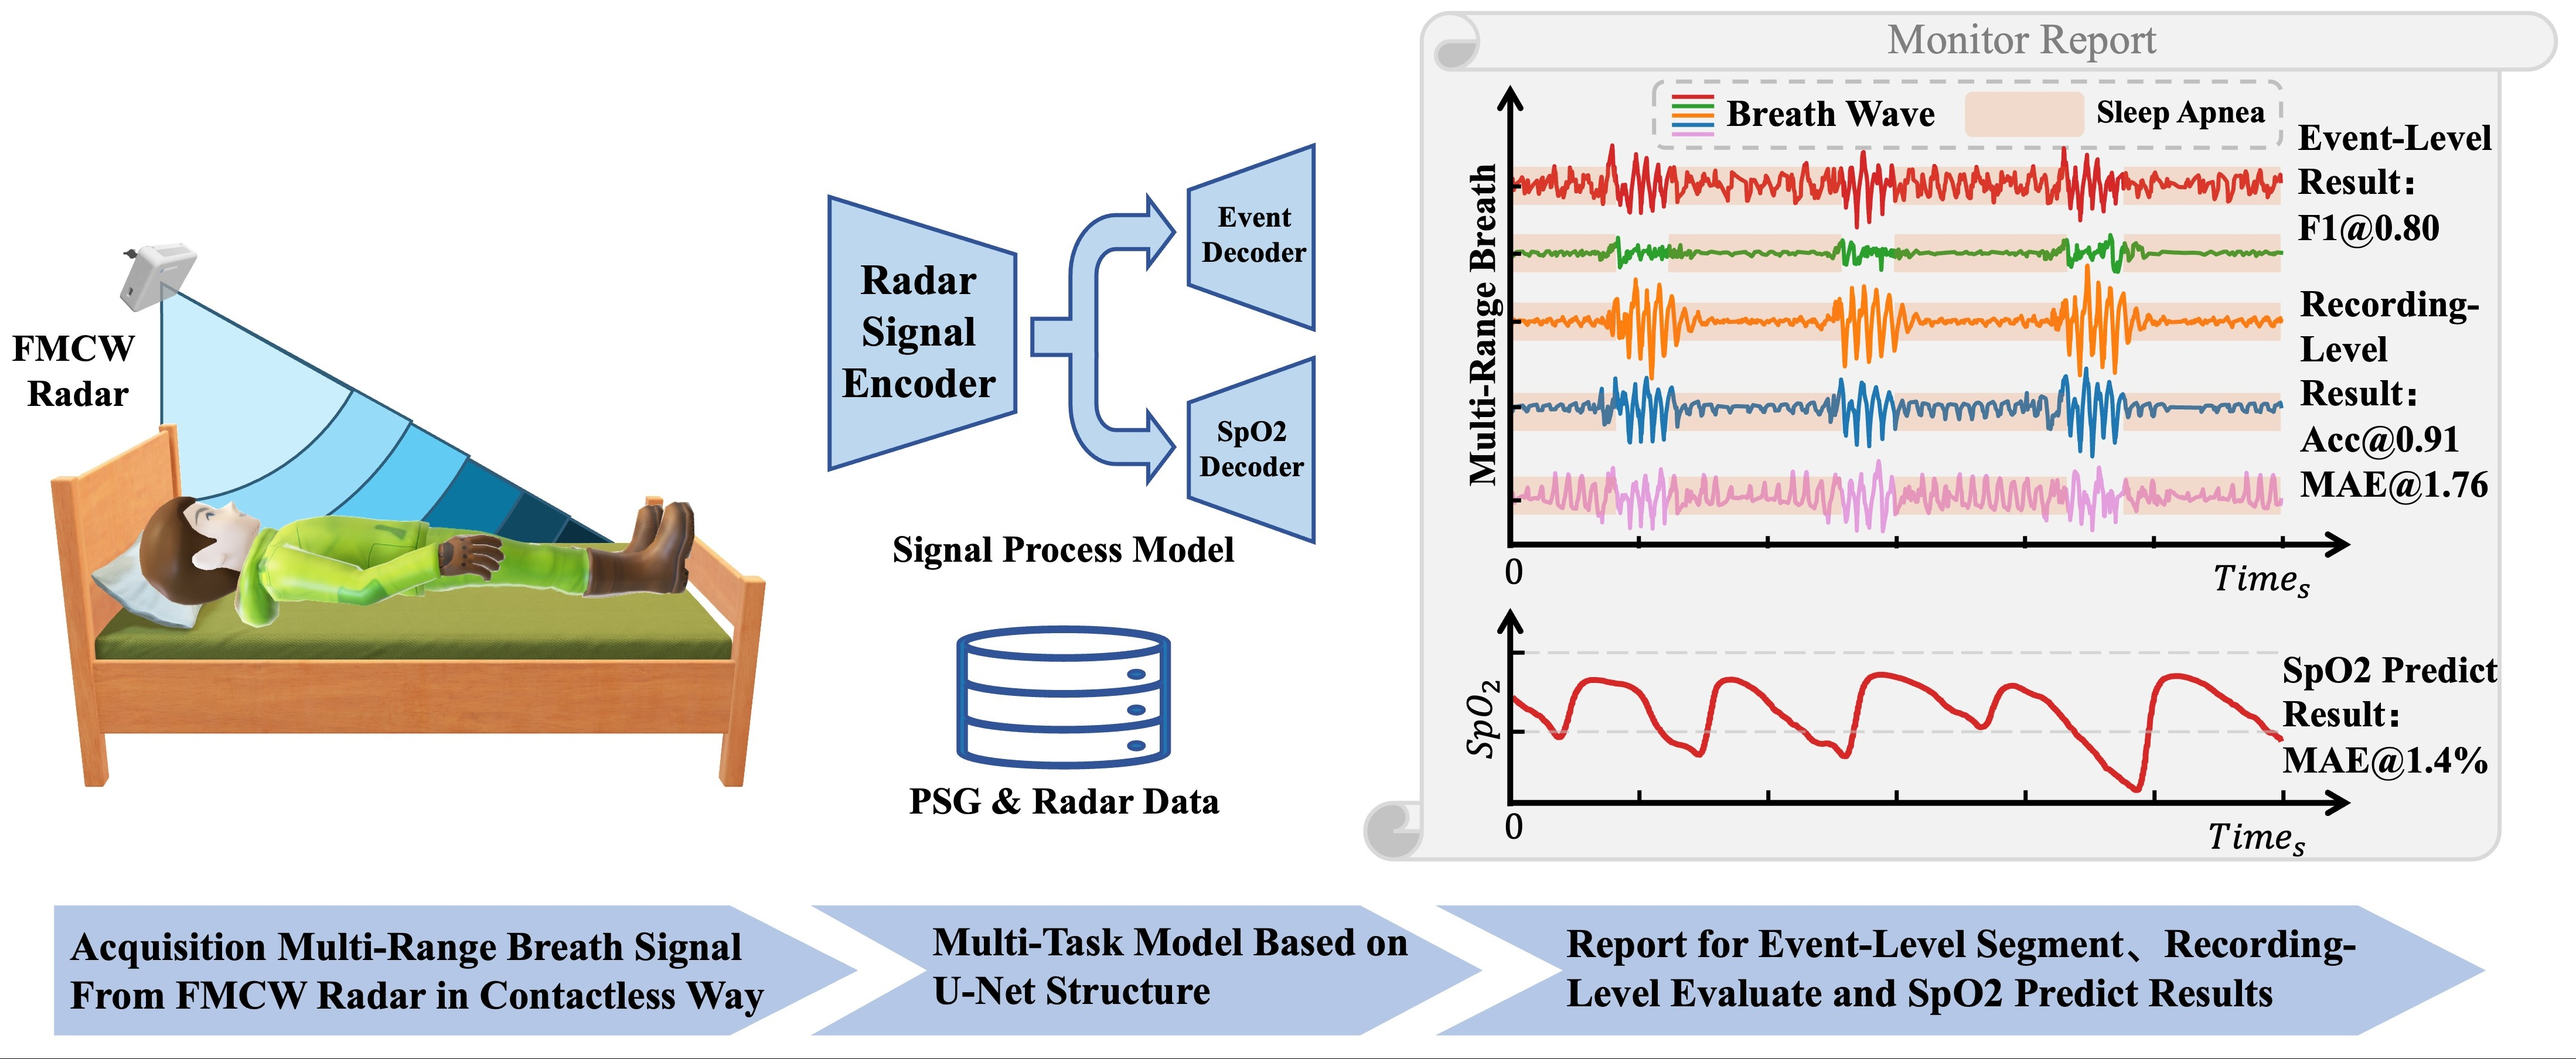 FMCW
Radar
Radar
Signal
Encoder
Event
Decoder
SpO2
Decoder
Signal Process Model
PSG & Radar Data
Monitor Report
Breath Wave
Sleep Apnea
Multi-Range Breath
0
Time_s
Event-Level
Result：
F1@0.80
Recording-
Level
Result：
Acc@0.91
MAE@1.76
SpO₂
0
Time_s
SpO2 Predict
Result：
MAE@1.4%
Acquisition Multi-Range Breath Signal
From FMCW Radar in Contactless Way
Multi-Task Model Based on
U-Net Structure
Report for Event-Level Segment、Recording-
Level Evaluate and SpO2 Predict Results